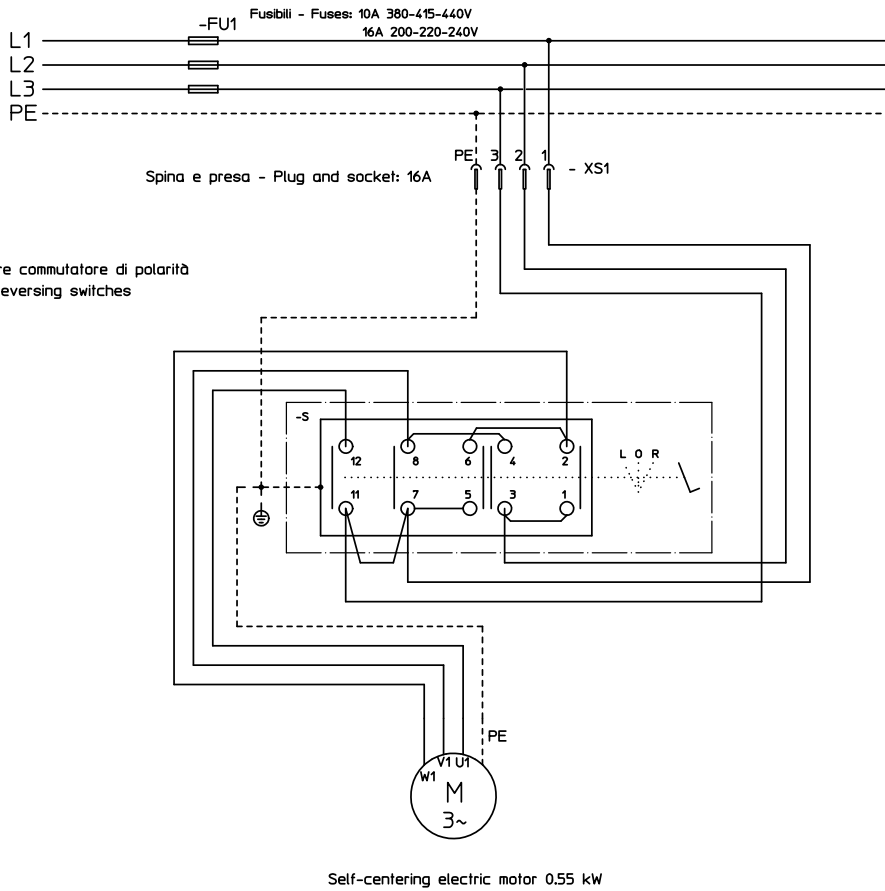 -FU1
Fusibili - Fuses: 10A 380-415-440V
16A 200-220-240V
L1
L2
L3
PE
PE 3 2 1
- XS1
Spina e presa - Plug and socket: 16A
re commutatore di polarità
eversing switches
-S
12 8 6 4 2
L O R
11 7 5 3 1
PE
V1 U1
W1
M
3~
Self-centering electric motor 0.55 kW